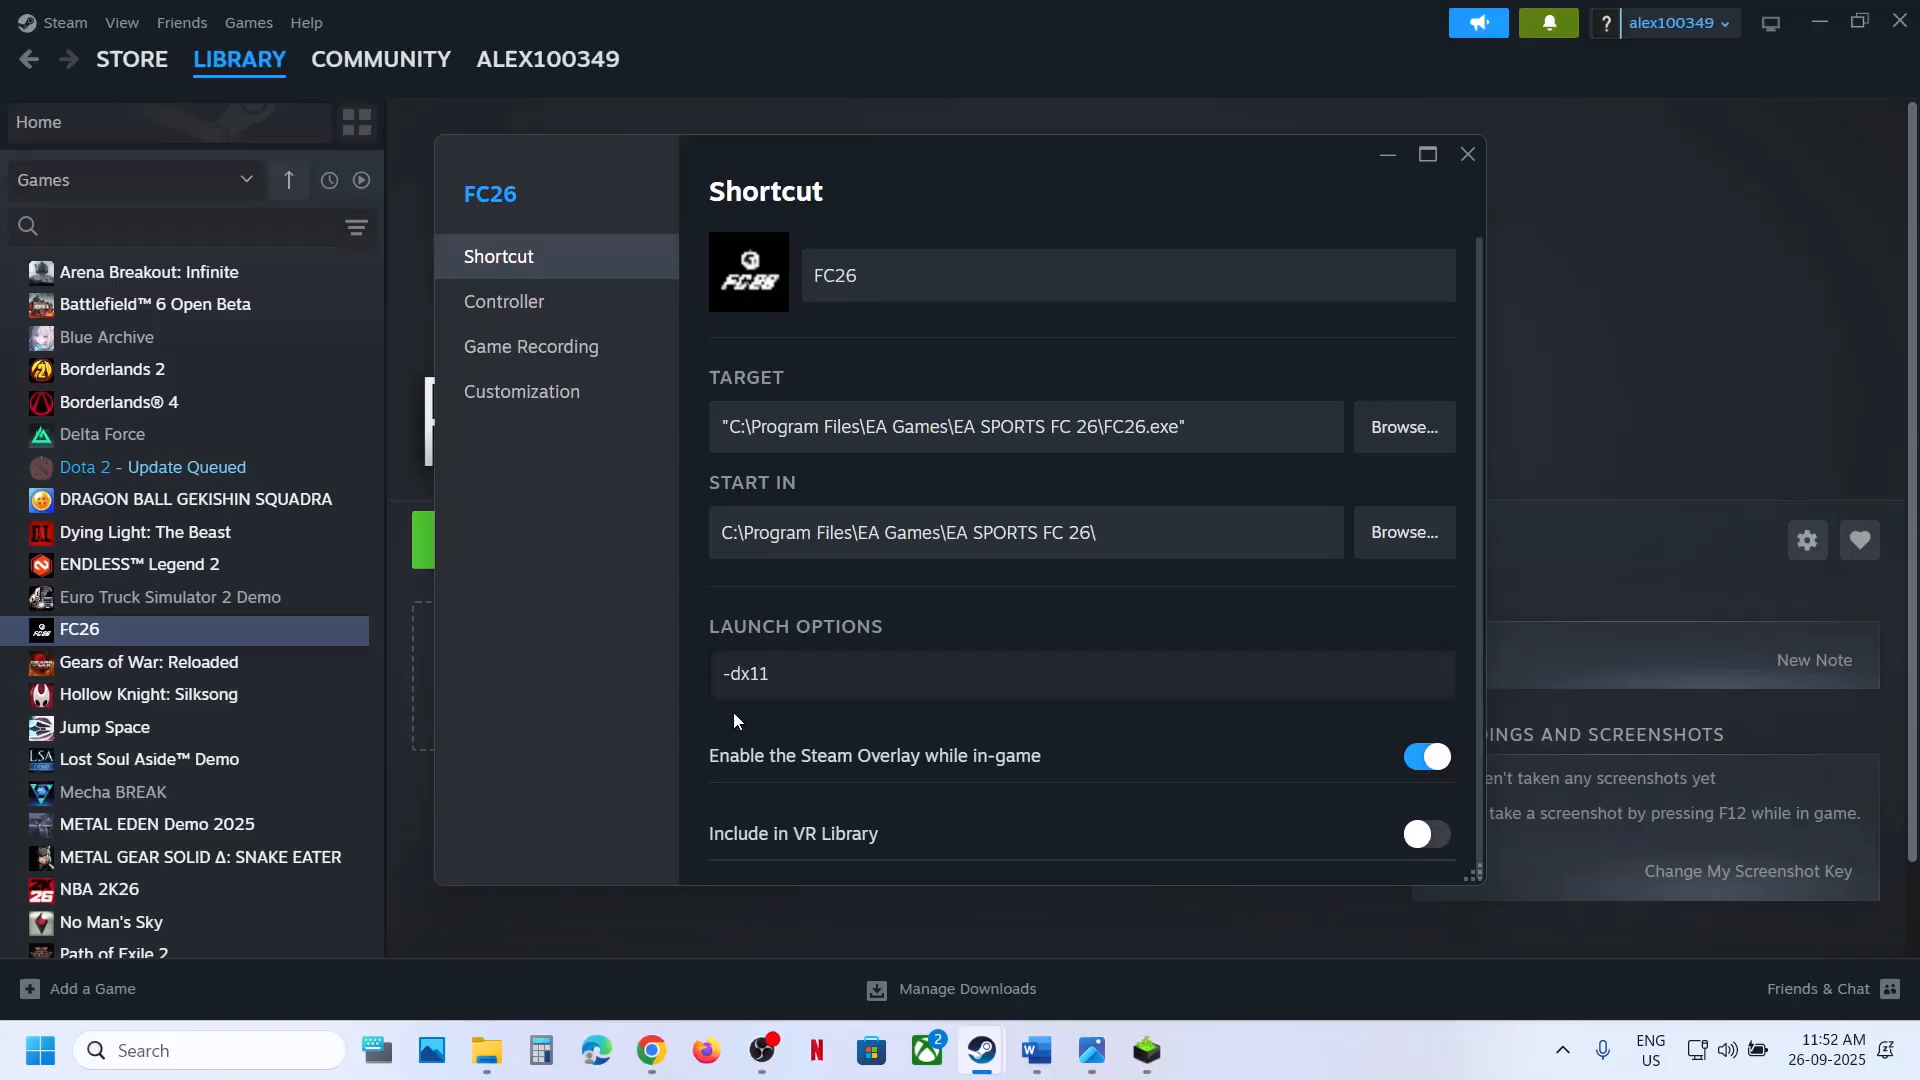 Steam View Friends Games Help
? alex100349
STORE LIBRARY COMMUNITY ALEX100349
Home
Games
Arena Breakout: Infinite
Battlefield™ 6 Open Beta
Blue Archive
Borderlands 2
Borderlands® 4
Delta Force
Dota 2 - Update Queued
DRAGON BALL GEKISHIN SQUADRA
Dying Light: The Beast
ENDLESS™ Legend 2
Euro Truck Simulator 2 Demo
FC26
Gears of War: Reloaded
Hollow Knight: Silksong
Jump Space
Lost Soul Aside™ Demo
Mecha BREAK
METAL EDEN Demo 2025
METAL GEAR SOLID Δ: SNAKE EATER
NBA 2K26
No Man's Sky
Path of Exile 2
FC26
Shortcut
Controller
Game Recording
Customization
Shortcut
FC26
FC26
TARGET
"C:\Program Files\EA Games\EA SPORTS FC 26\FC26.exe"
Browse...
START IN
C:\Program Files\EA Games\EA SPORTS FC 26\
Browse...
LAUNCH OPTIONS
-dx11
Enable the Steam Overlay while in-game
Include in VR Library
New Note
INGS AND SCREENSHOTS
en't taken any screenshots yet
take a screenshot by pressing F12 while in game.
Change My Screenshot Key
Add a Game
Manage Downloads
Friends & Chat
Search
2
ENG
US
11:52 AM
26-09-2025